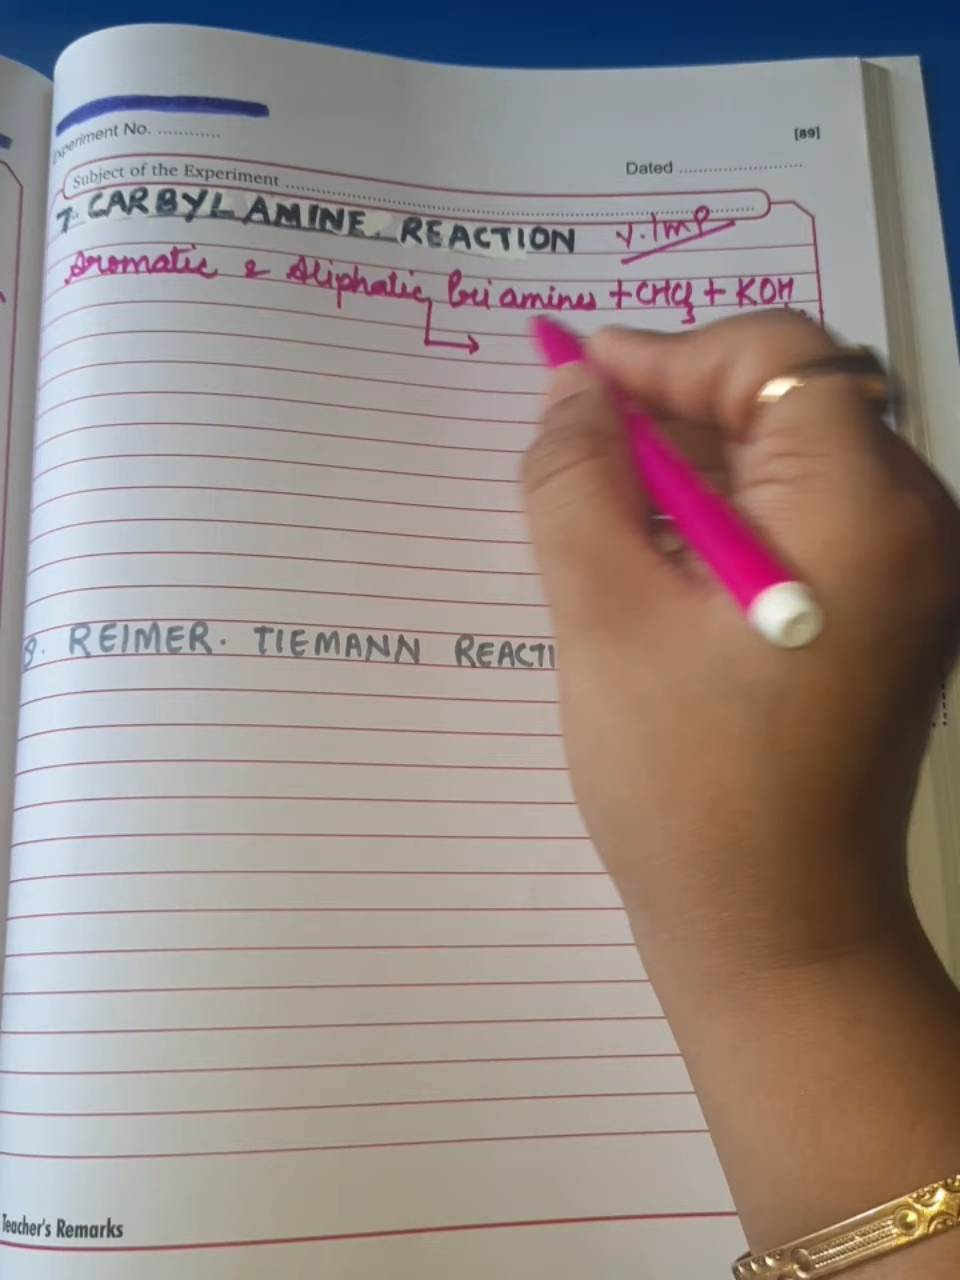 Experiment No. ............
[89]
Dated ........................
Subject of the Experiment ................................................
7. CARBYLAMINE REACTION V. Imp
Aromatic & Aliphatic pri amines + CHCl3 + KOH
8. REIMER. TIEMANN REACTI
Teacher's Remarks